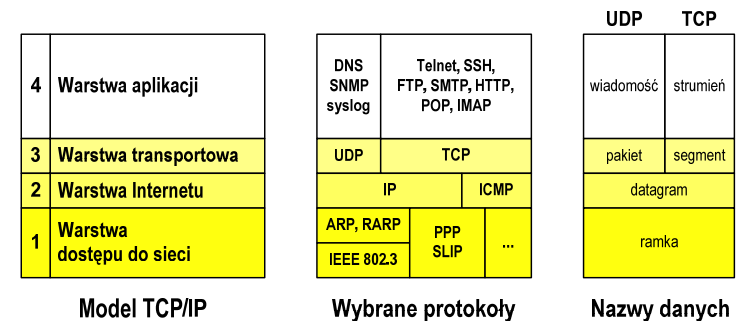 UDP TCP
4 Warstwa aplikacji
3 Warstwa transportowa
2 Warstwa Internetu
1 Warstwa
dostępu do sieci
Model TCP/IP
DNS
SNMP
syslog
Telnet, SSH,
FTP, SMTP, HTTP,
POP, IMAP
UDP TCP
IP ICMP
ARP, RARP
IEEE 802.3
PPP
SLIP
...
Wybrane protokoły
wiadomość strumień
pakiet segment
datagram
ramka
Nazwy danych